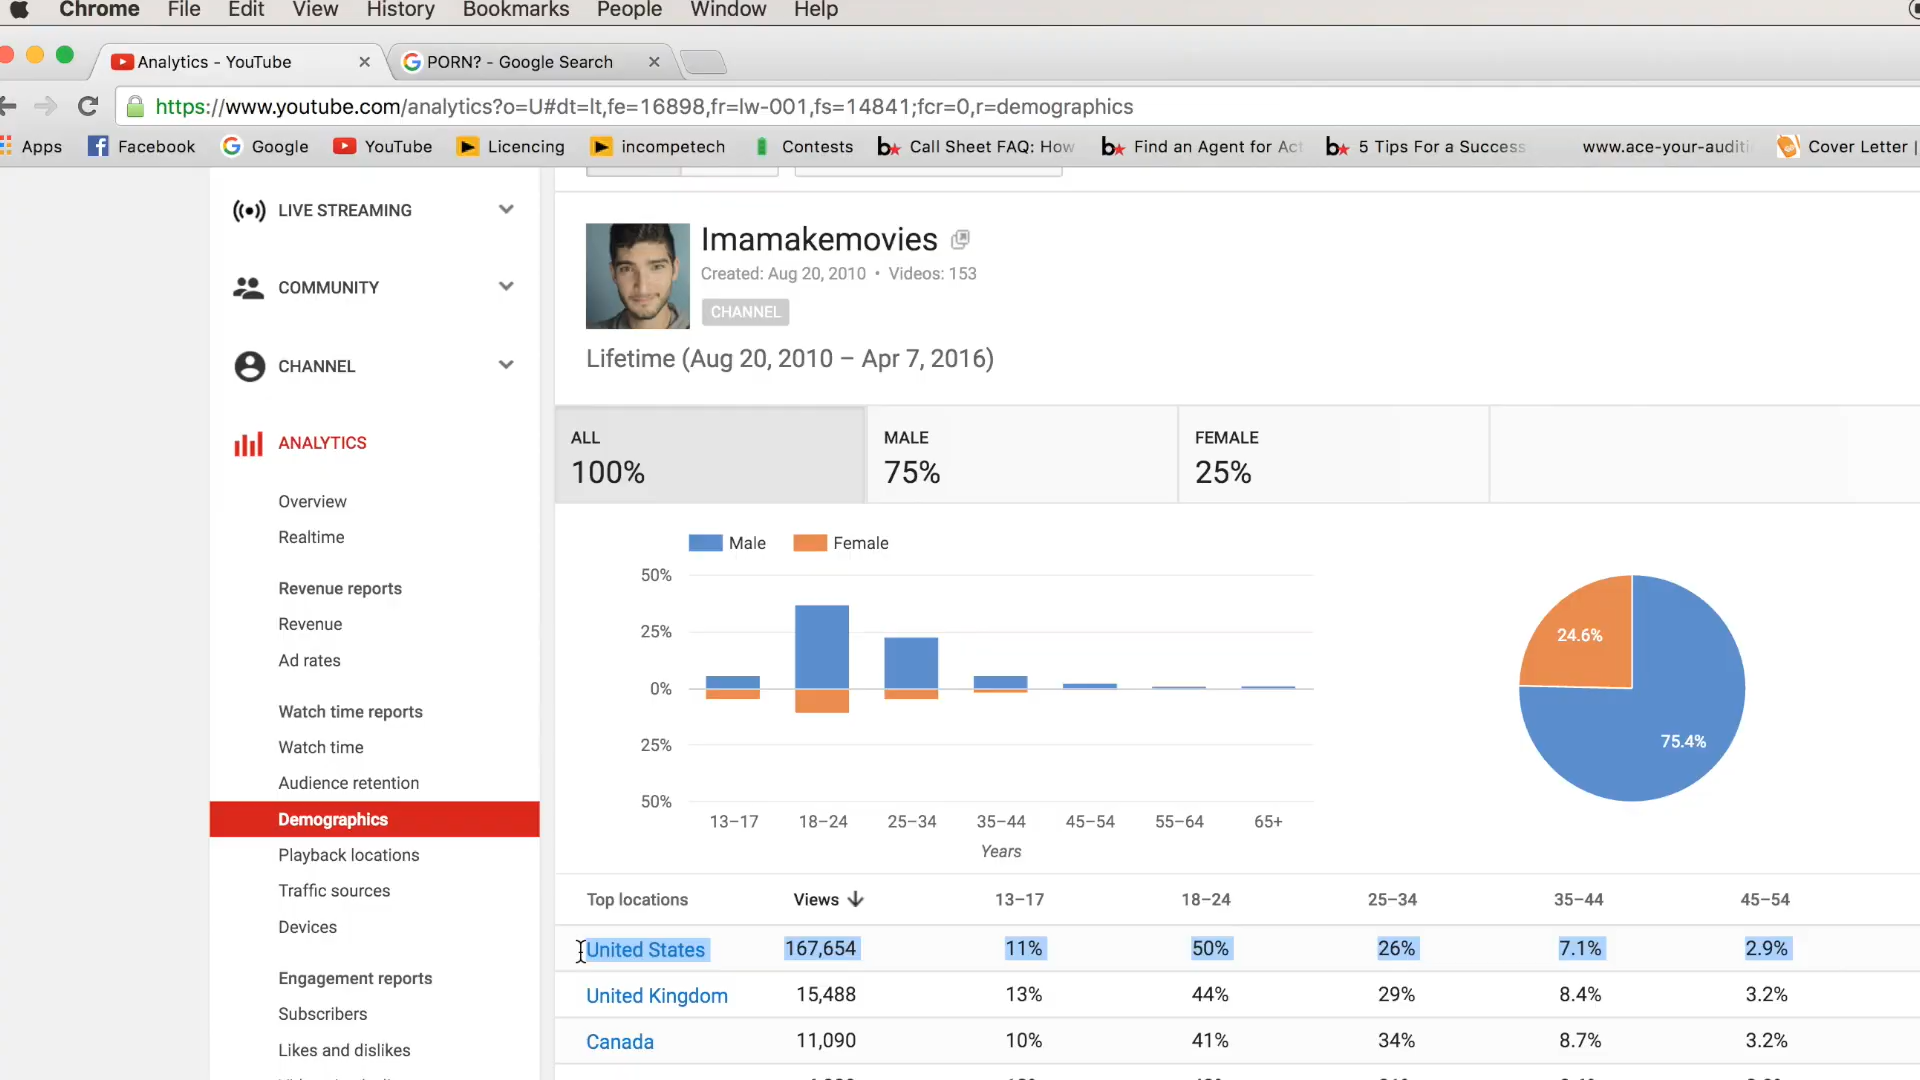 Chrome File Edit View History Bookmarks People Window Help
Analytics - YouTube PORN? - Google Search
https://www.youtube.com/analytics?o=U#dt=lt,fe=16898,fr=lw-001,fs=14841;fcr=0,r=demographics
Apps Facebook Google YouTube Licencing incompetech Contests Call Sheet FAQ: How Find an Agent for Act 5 Tips For a Success www.ace-your-auditi Cover Letter |
LIVE STREAMING
COMMUNITY
CHANNEL
ANALYTICS
Overview
Realtime
Revenue reports
Revenue
Ad rates
Watch time reports
Watch time
Audience retention
Demographics
Playback locations
Traffic sources
Devices
Engagement reports
Subscribers
Likes and dislikes
Imamakemovies
Created: Aug 20, 2010 • Videos: 153
CHANNEL
Lifetime (Aug 20, 2010 – Apr 7, 2016)
ALL MALE FEMALE
100% 75% 25%
Male Female
50%
25%
0%
25%
50%
13–17 18–24 25–34 35–44 45–54 55–64 65+
Years
24.6%
75.4%
Top locations Views 13–17 18–24 25–34 35–44 45–54
United States 167,654 11% 50% 26% 7.1% 2.9%
United Kingdom 15,488 13% 44% 29% 8.4% 3.2%
Canada 11,090 10% 41% 34% 8.7% 3.2%